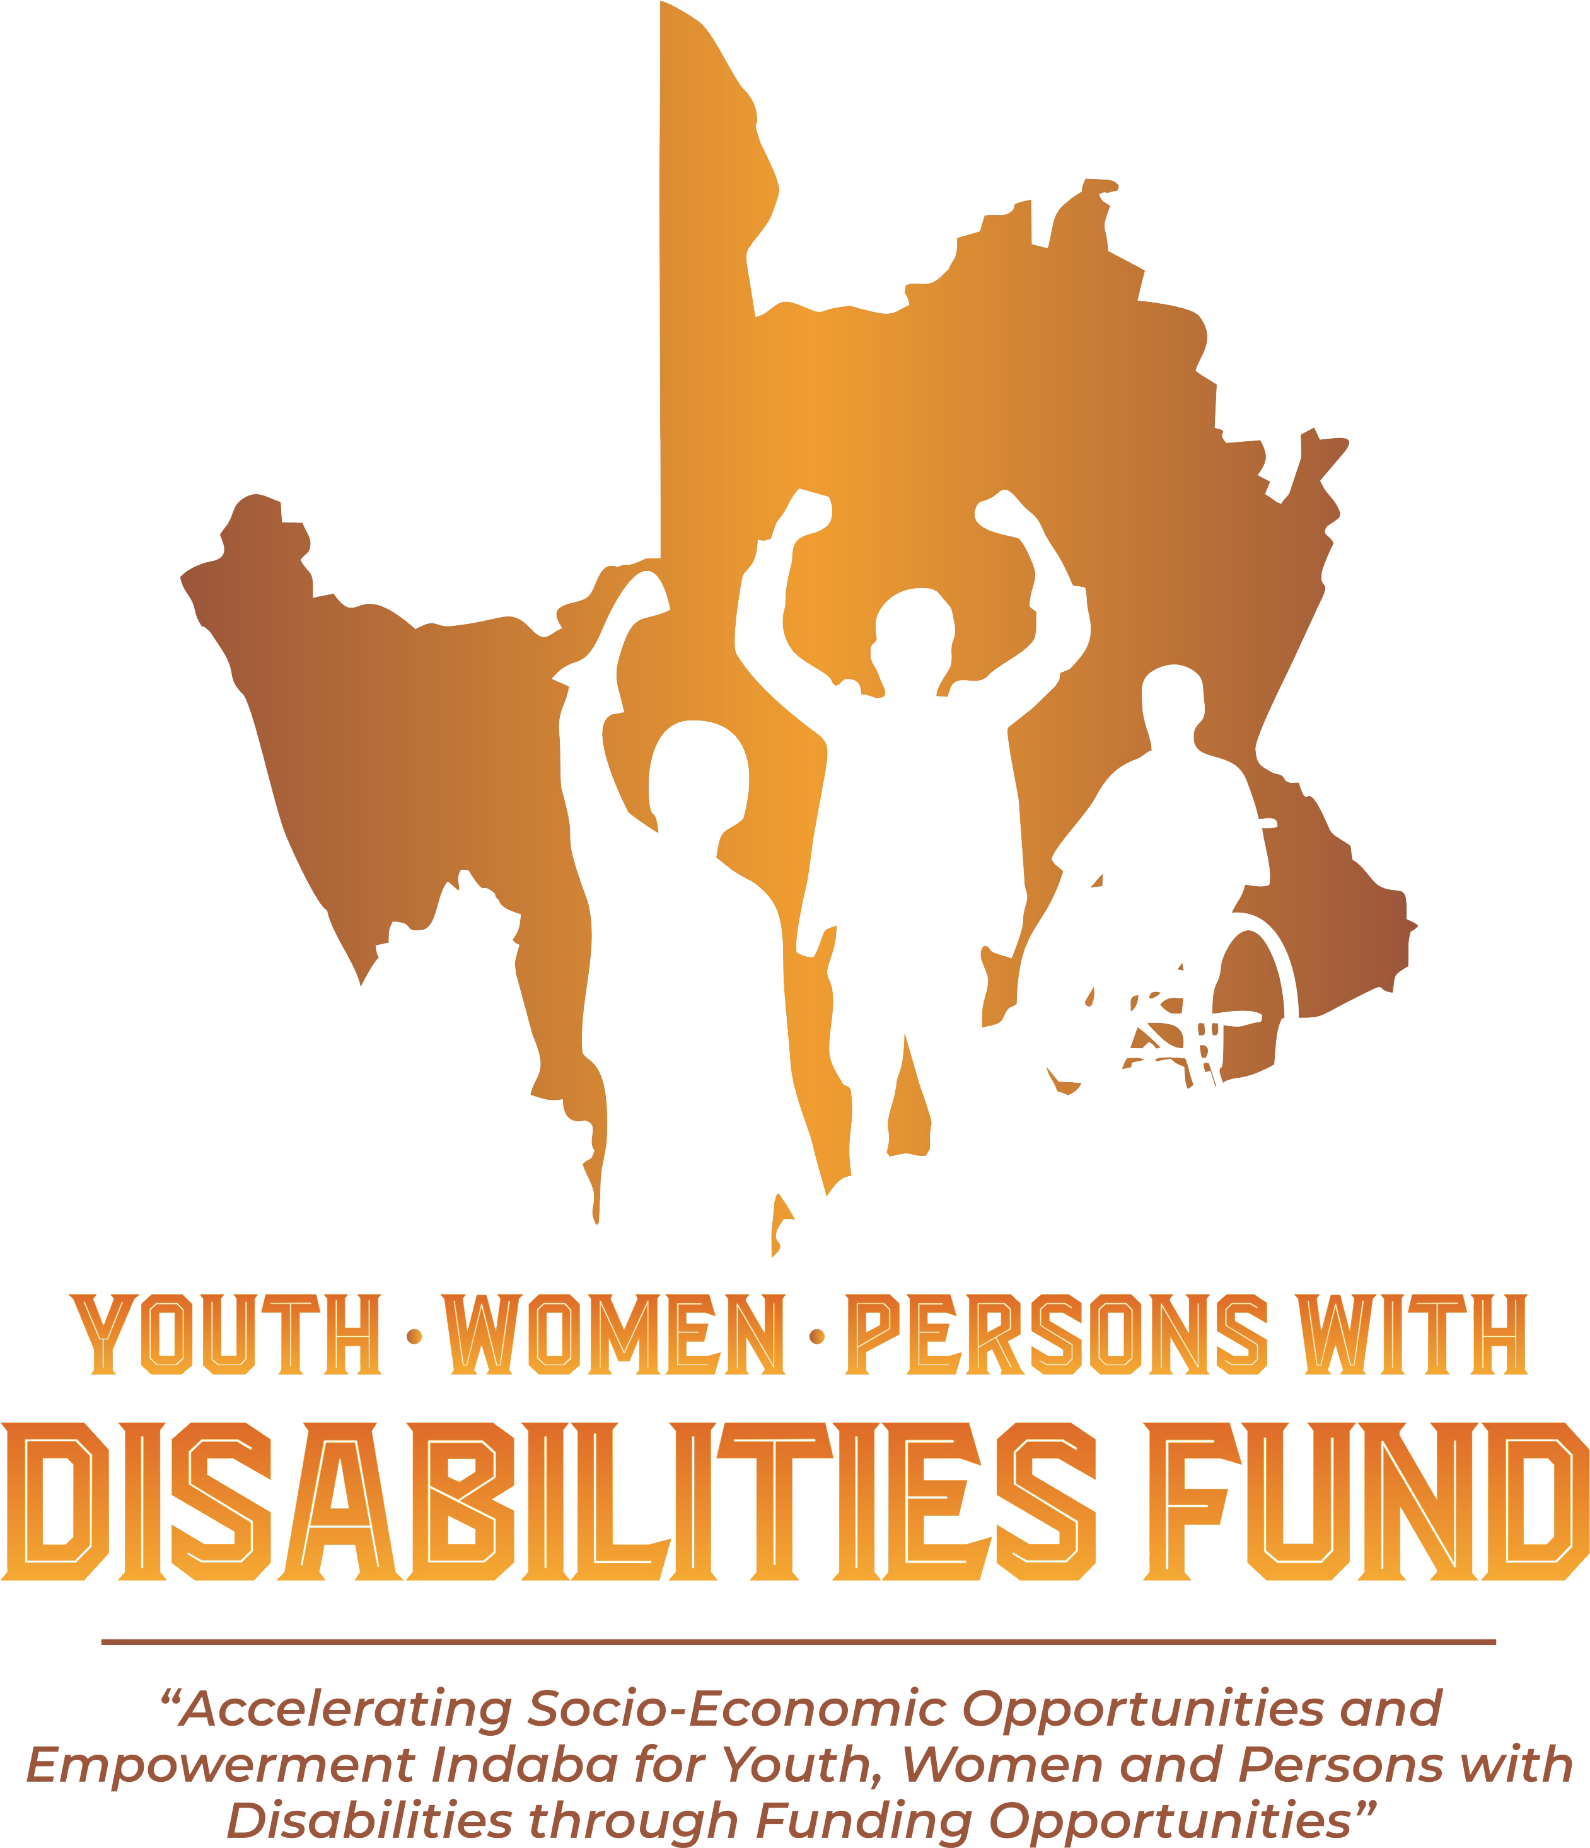 YOUTH • WOMEN • PERSONS WITH
DISABILITIES FUND
“Accelerating Socio-Economic Opportunities and
Empowerment Indaba for Youth, Women and Persons with
Disabilities through Funding Opportunities”